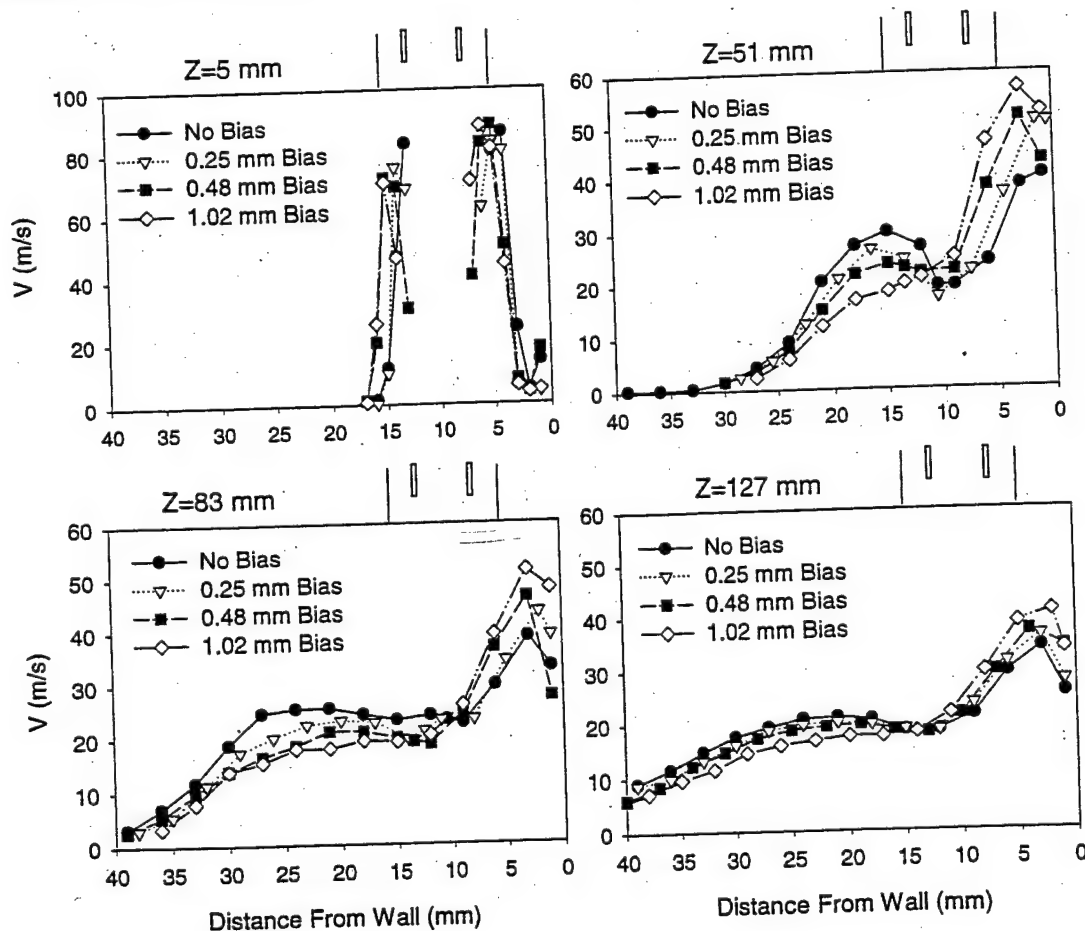 Z=5 mm
100
80
60
40
20
0
V (m/s)
No Bias
0.25 mm Bias
0.48 mm Bias
1.02 mm Bias
40 35 30 25 20 15 10 5 0
Z=51 mm
60
50
40
30
20
10
0
No Bias
0.25 mm Bias
0.48 mm Bias
1.02 mm Bias
40 35 30 25 20 15 10 5 0
Z=83 mm
60
50
40
30
20
10
0
V (m/s)
No Bias
0.25 mm Bias
0.48 mm Bias
1.02 mm Bias
40 35 30 25 20 15 10 5 0
Distance From Wall (mm)
Z=127 mm
60
50
40
30
20
10
0
No Bias
0.25 mm Bias
0.48 mm Bias
1.02 mm Bias
40 35 30 25 20 15 10 5 0
Distance From Wall (mm)